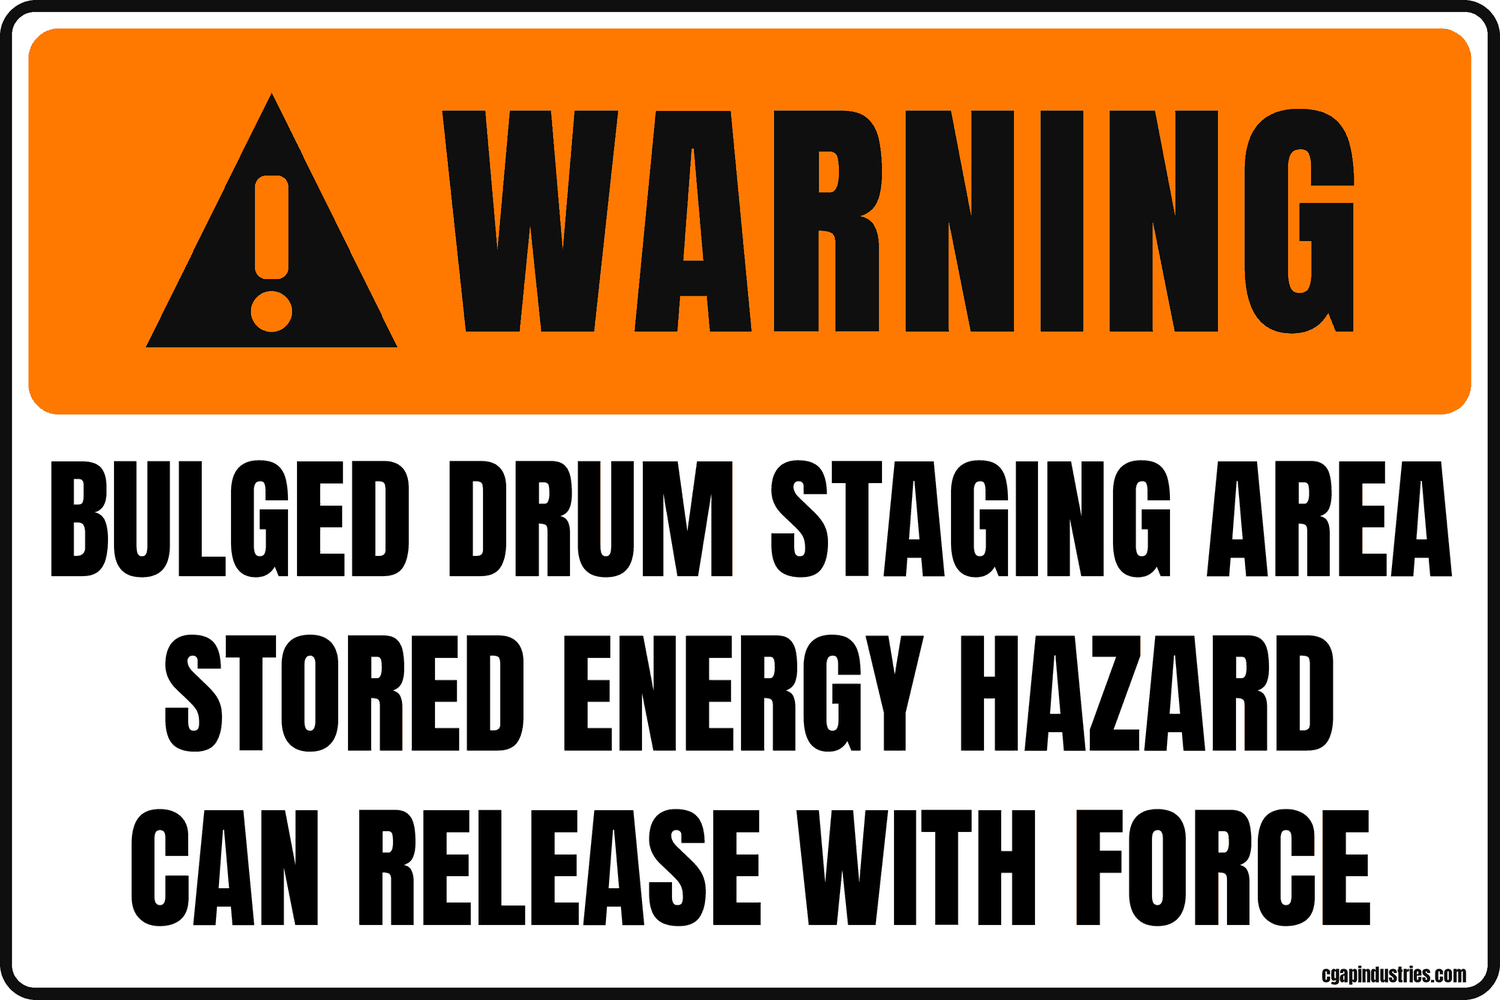 WARNING
BULGED DRUM STAGING AREA
STORED ENERGY HAZARD
CAN RELEASE WITH FORCE
cgapindustries.com